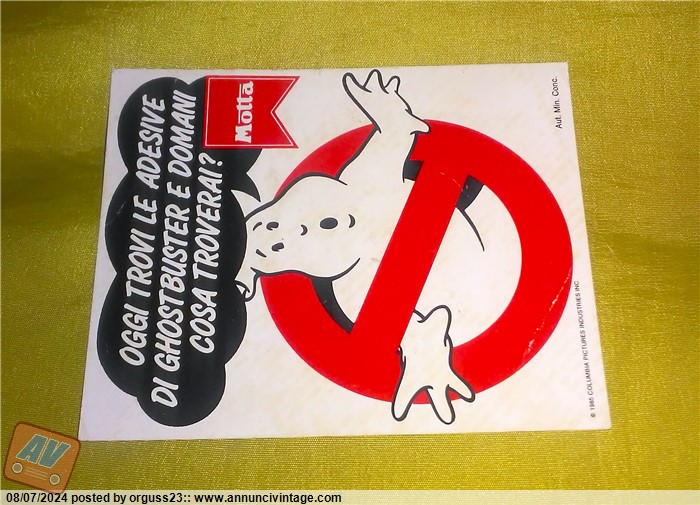 OGGI TROVI LE ADESIVE
DI GHOSTBUSTER E DOMANI
COSA TROVERAI?
Motta
Aut. Min. Conc.
© 1985 COLUMBIA PICTURES INDUSTRIES INC
AV
08/07/2024 posted by orguss23:: www.annuncivintage.com